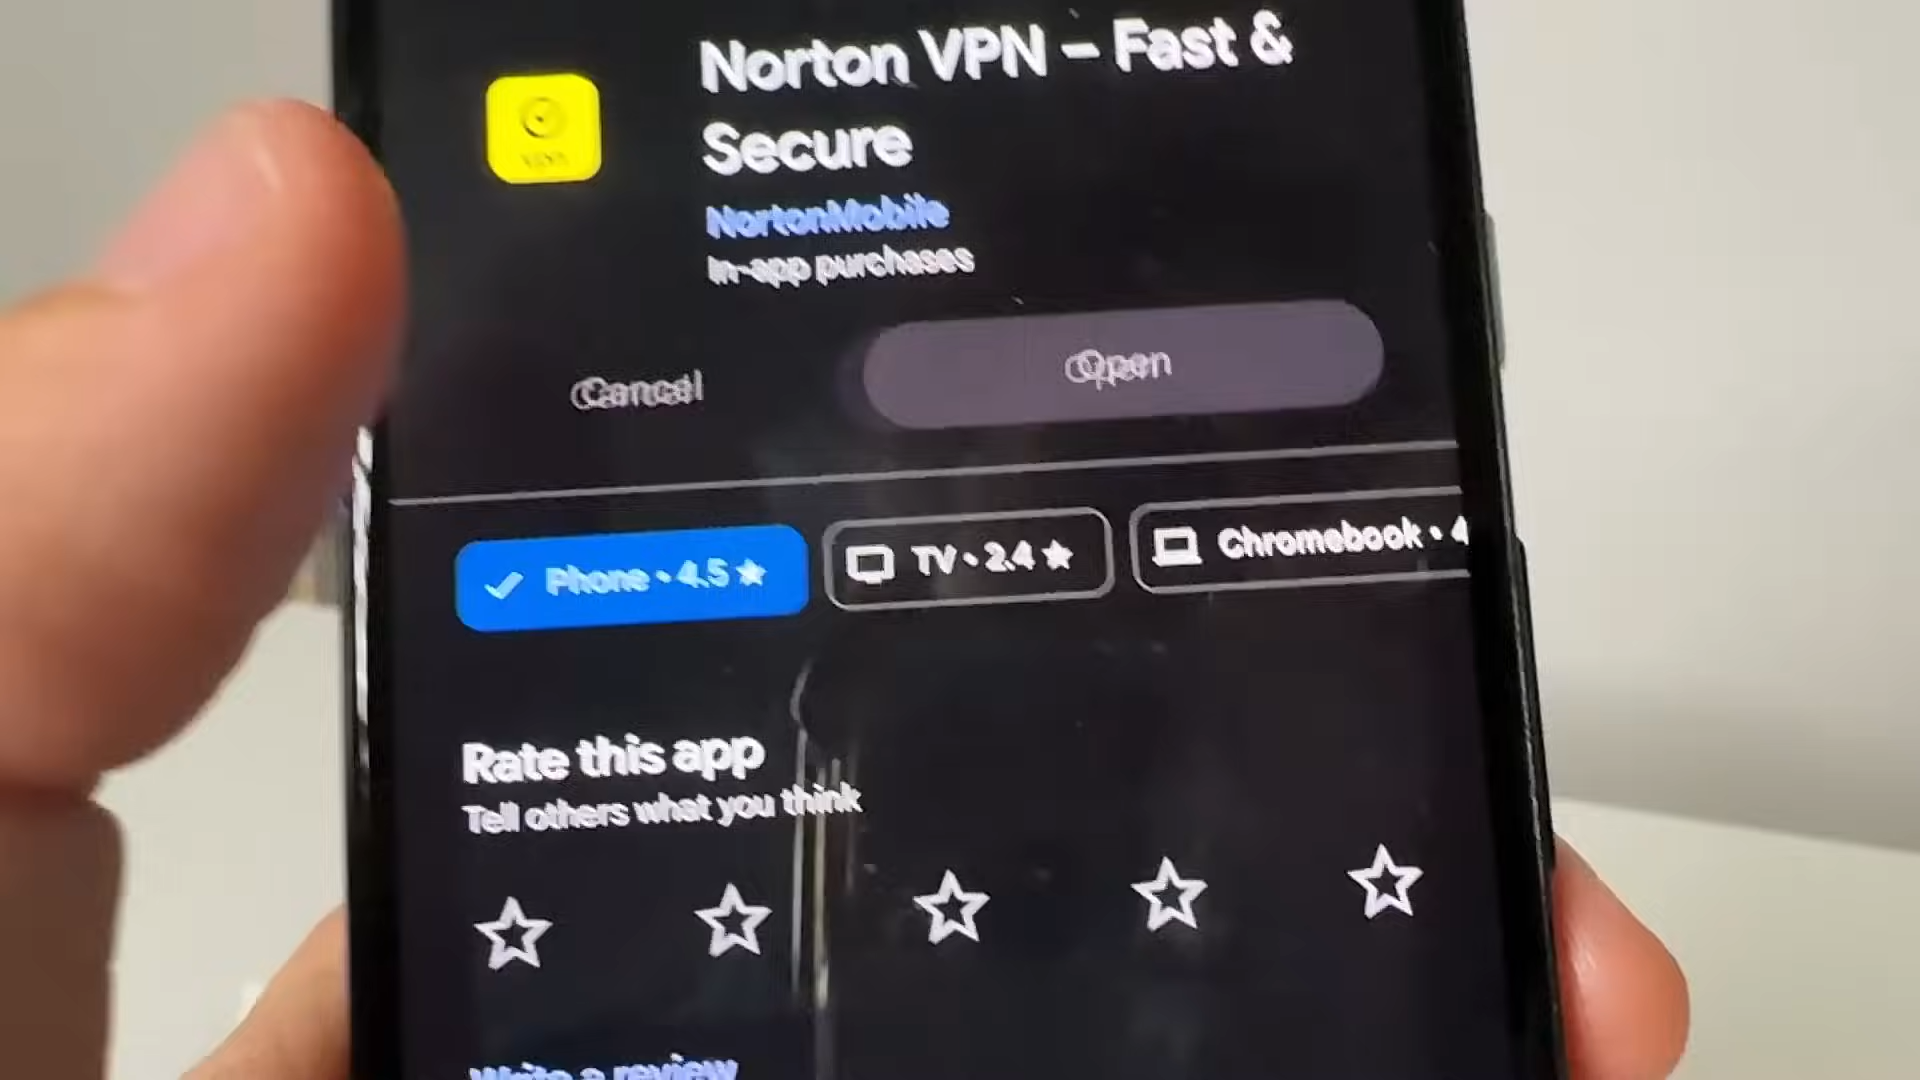 Norton VPN – Fast &
Secure
NortonMobile
In-app purchases
Cancel
Open
Phone • 4.5 ★
TV • 2.4 ★
Chromebook • 4
Rate this app
Tell others what you think
Write a review